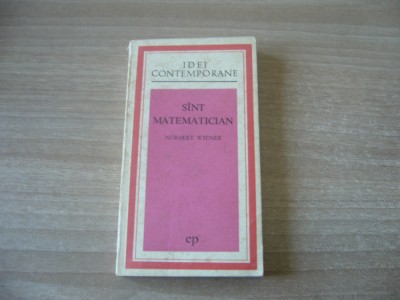 IDEI
CONTEMPORANE
SÎNT
MATEMATICIAN
NORBERT WIENER
ep